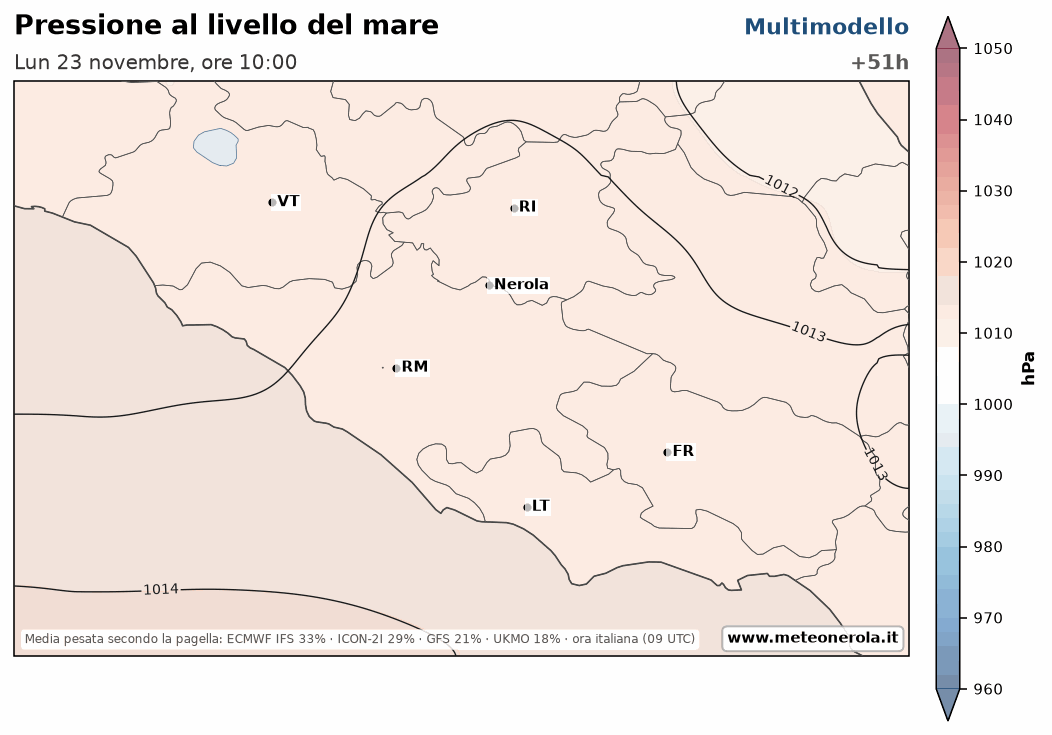 Pressione al livello del mare
Multimodello
Lun 23 novembre, ore 10:00
+51h
1050
1040
1030
1020
1010
1000
990
980
970
960
hPa
VT
RI
Nerola
RM
FR
LT
1012
1013
1013
1014
Media pesata secondo la pagella: ECMWF IFS 33% · ICON-2I 29% · GFS 21% · UKMO 18% · ora italiana (09 UTC)
www.meteonerola.it